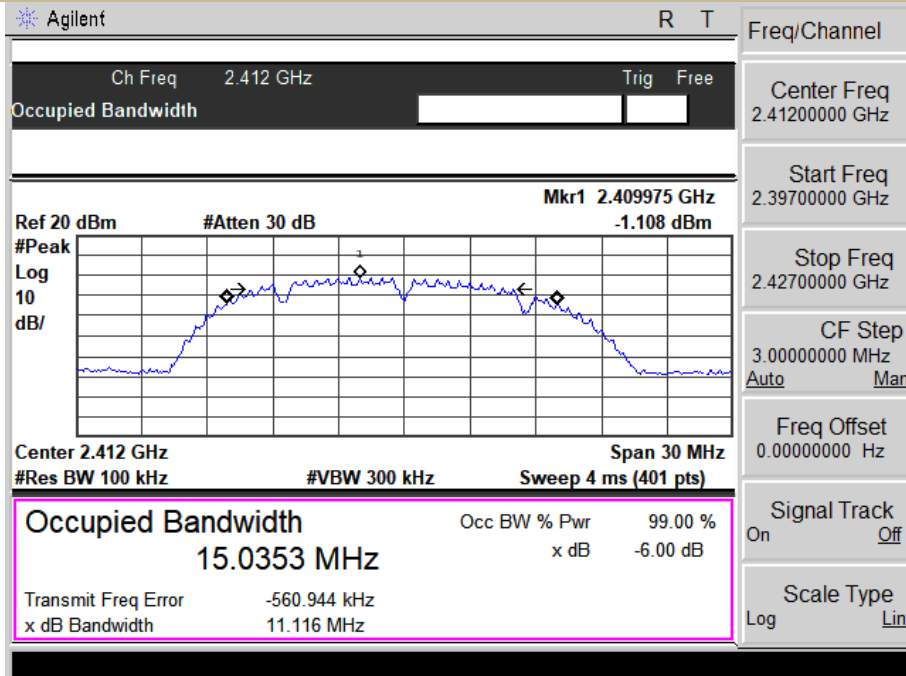 Agilent R T
Ch Freq 2.412 GHz Trig Free
Occupied Bandwidth
Mkr1 2.409975 GHz
Ref 20 dBm #Atten 30 dB -1.108 dBm
#Peak
Log
10
dB/
1
Center 2.412 GHz Span 30 MHz
#Res BW 100 kHz #VBW 300 kHz Sweep 4 ms (401 pts)
Occupied Bandwidth Occ BW % Pwr 99.00 %
15.0353 MHz x dB -6.00 dB
Transmit Freq Error -560.944 kHz
x dB Bandwidth 11.116 MHz
Freq/Channel
Center Freq
2.41200000 GHz
Start Freq
2.39700000 GHz
Stop Freq
2.42700000 GHz
CF Step
3.00000000 MHz
Auto Man
Freq Offset
0.00000000 Hz
Signal Track
On Off
Scale Type
Log Lin